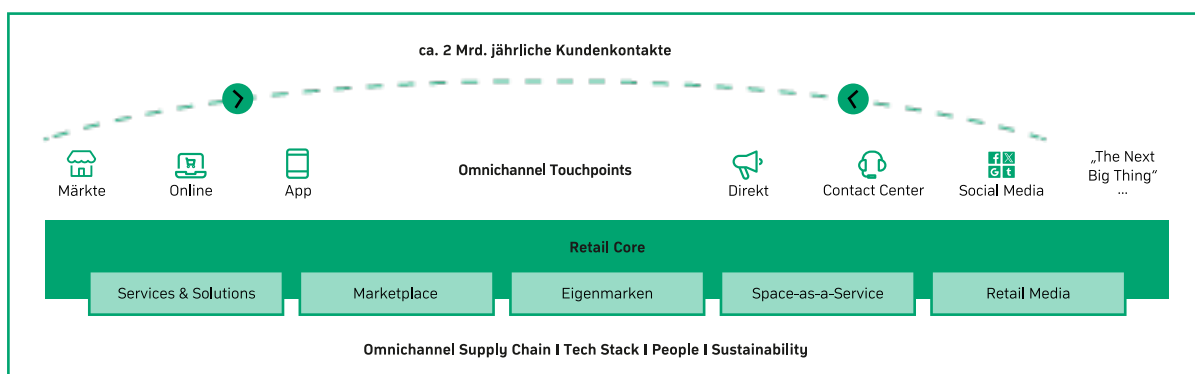 ca. 2 Mrd. jährliche Kundenkontakte
Märkte
Online
App
Omnichannel Touchpoints
Direkt
Contact Center
Social Media
„The Next
Big Thing“
...
Retail Core
Services & Solutions
Marketplace
Eigenmarken
Space-as-a-Service
Retail Media
Omnichannel Supply Chain I Tech Stack I People I Sustainability